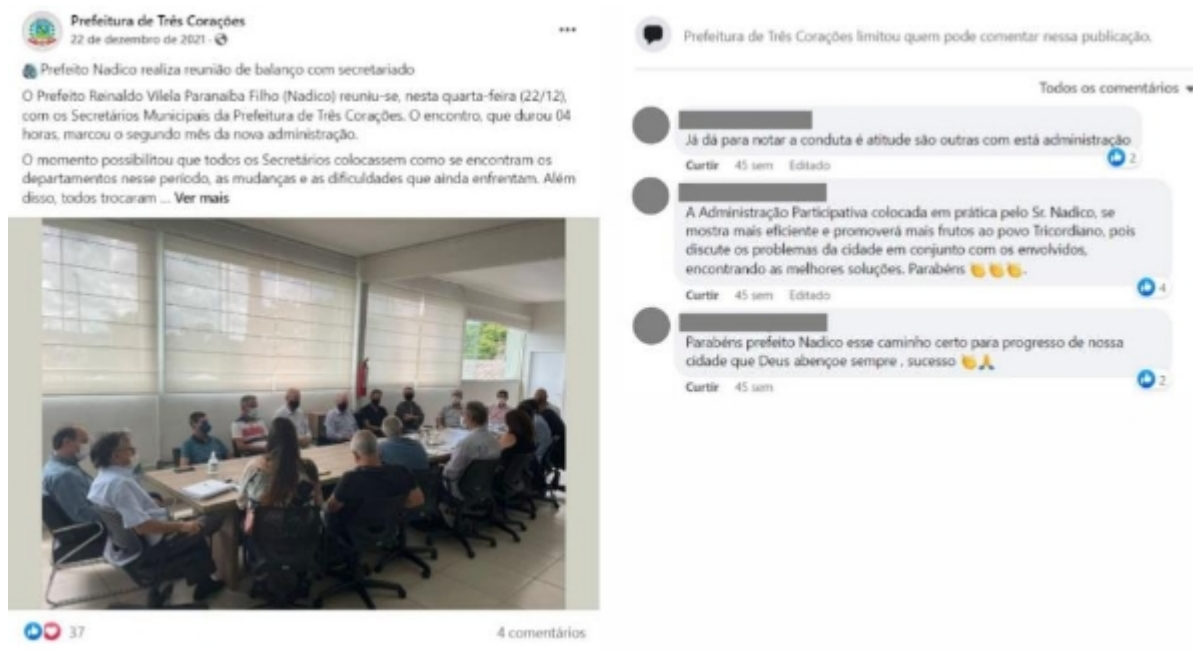 Prefeitura de Três Corações
22 de dezembro de 2021 ·
Prefeito Nadico realiza reunião de balanço com secretariado
O Prefeito Reinaldo Vilela Paranaíba Filho (Nadico) reuniu-se, nesta quarta-feira (22/12),
com os Secretários Municipais da Prefeitura de Três Corações. O encontro, que durou 04
horas, marcou o segundo mês da nova administração.
O momento possibilitou que todos os Secretários colocassem como se encontram os
departamentos nesse período, as mudanças e as dificuldades que ainda enfrentam. Além
disso, todos trocaram ... Ver mais
37
4 comentários
Prefeitura de Três Corações limitou quem pode comentar nessa publicação.
Todos os comentários
Já dá para notar a conduta é atitude são outras com está administração
2
Curtir 45 sem Editado
A Administração Participativa colocada em prática pelo Sr. Nadico, se
mostra mais eficiente e promoverá mais frutos ao povo Tricordiano, pois
discute os problemas da cidade em conjunto com os envolvidos,
encontrando as melhores soluções. Parabéns 👏👏👏.
4
Curtir 45 sem Editado
Parabéns prefeito Nadico esse caminho certo para progresso de nossa
cidade que Deus abençoe sempre , sucesso 👏🙏
2
Curtir 45 sem